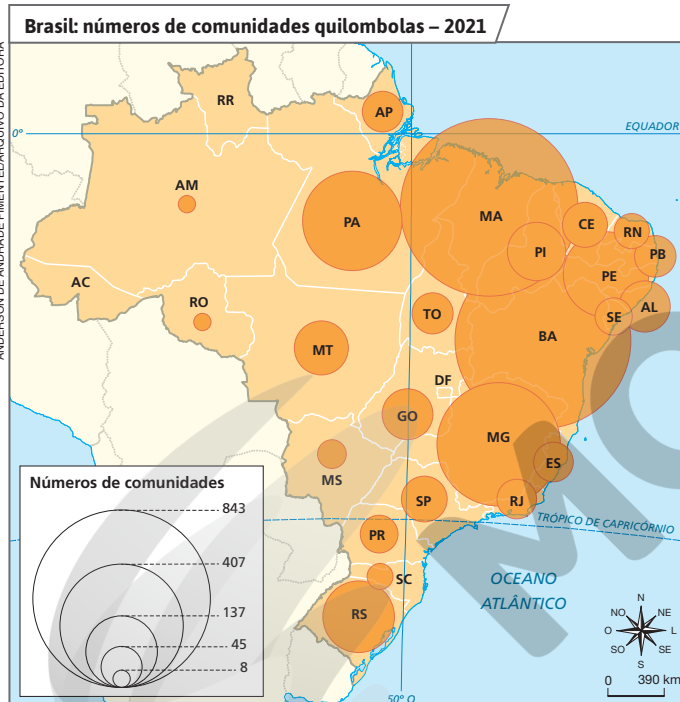 Brasil: números de comunidades quilombolas – 2021
ANDERSON DE ANDRADE PIMENTEL/ARQUIVO DA EDITORA
RR
AP
0º
EQUADOR
AM
PA
MA
CE
RN
PI
PB
AC
PE
RO
TO
SE
AL
MT
BA
DF
GO
MG
ES
MS
SP
RJ
TRÓPICO DE CAPRICÓRNIO
PR
SC
RS
OCEANO
ATLÂNTICO
Números de comunidades
843
407
137
45
8
N
NO
NE
O
L
SO
SE
S
0 390 km
50º O